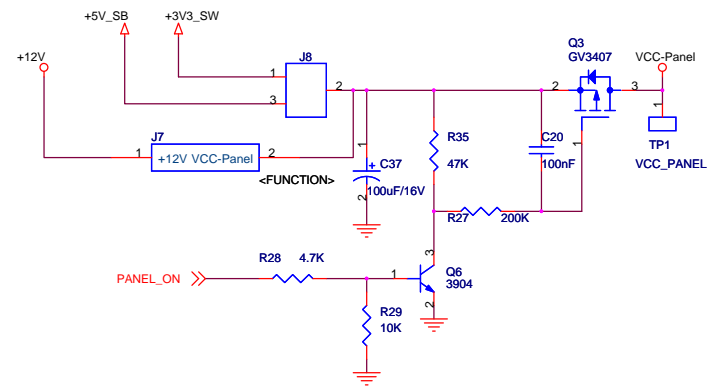 +5V_SB
+3V3_SW
+12V
J8
1
3
2
Q3
GV3407
VCC-Panel
2
3
1
1
TP1
VCC_PANEL
J7
1
+12V VCC-Panel
2
<FUNCTION>
1
+
C37
100uF/16V
2
R35
47K
C20
100nF
R27
200K
R28
4.7K
PANEL_ON
1
3
2
Q6
3904
R29
10K